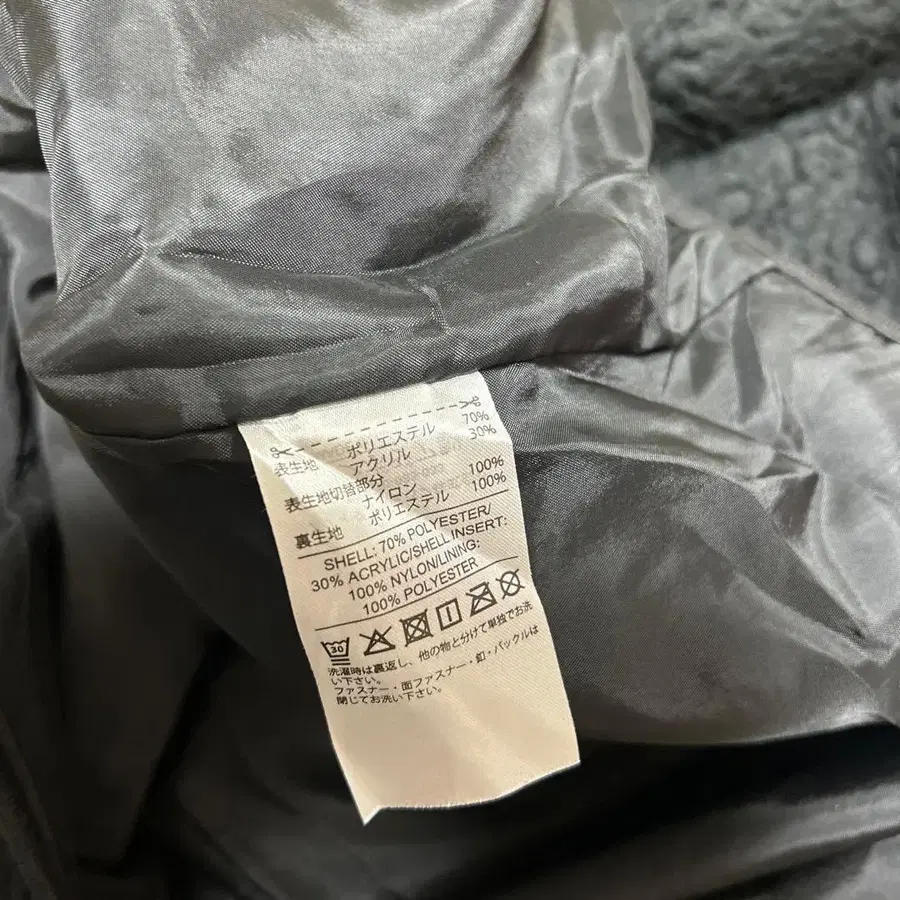 表生地 ポリエステル 70%
アクリル 30%
表生地切替部分
ナイロン 100%
裏生地 ポリエステル 100%
SHELL: 70% POLYESTER/
30% ACRYLIC/SHELL INSERT:
100% NYLON/LINING:
100% POLYESTER
30
洗濯時は裏返し、他の物と分けて単独でお洗
い下さい。
ファスナー・面ファスナー・釦・バックルは
閉じてお洗い下さい。